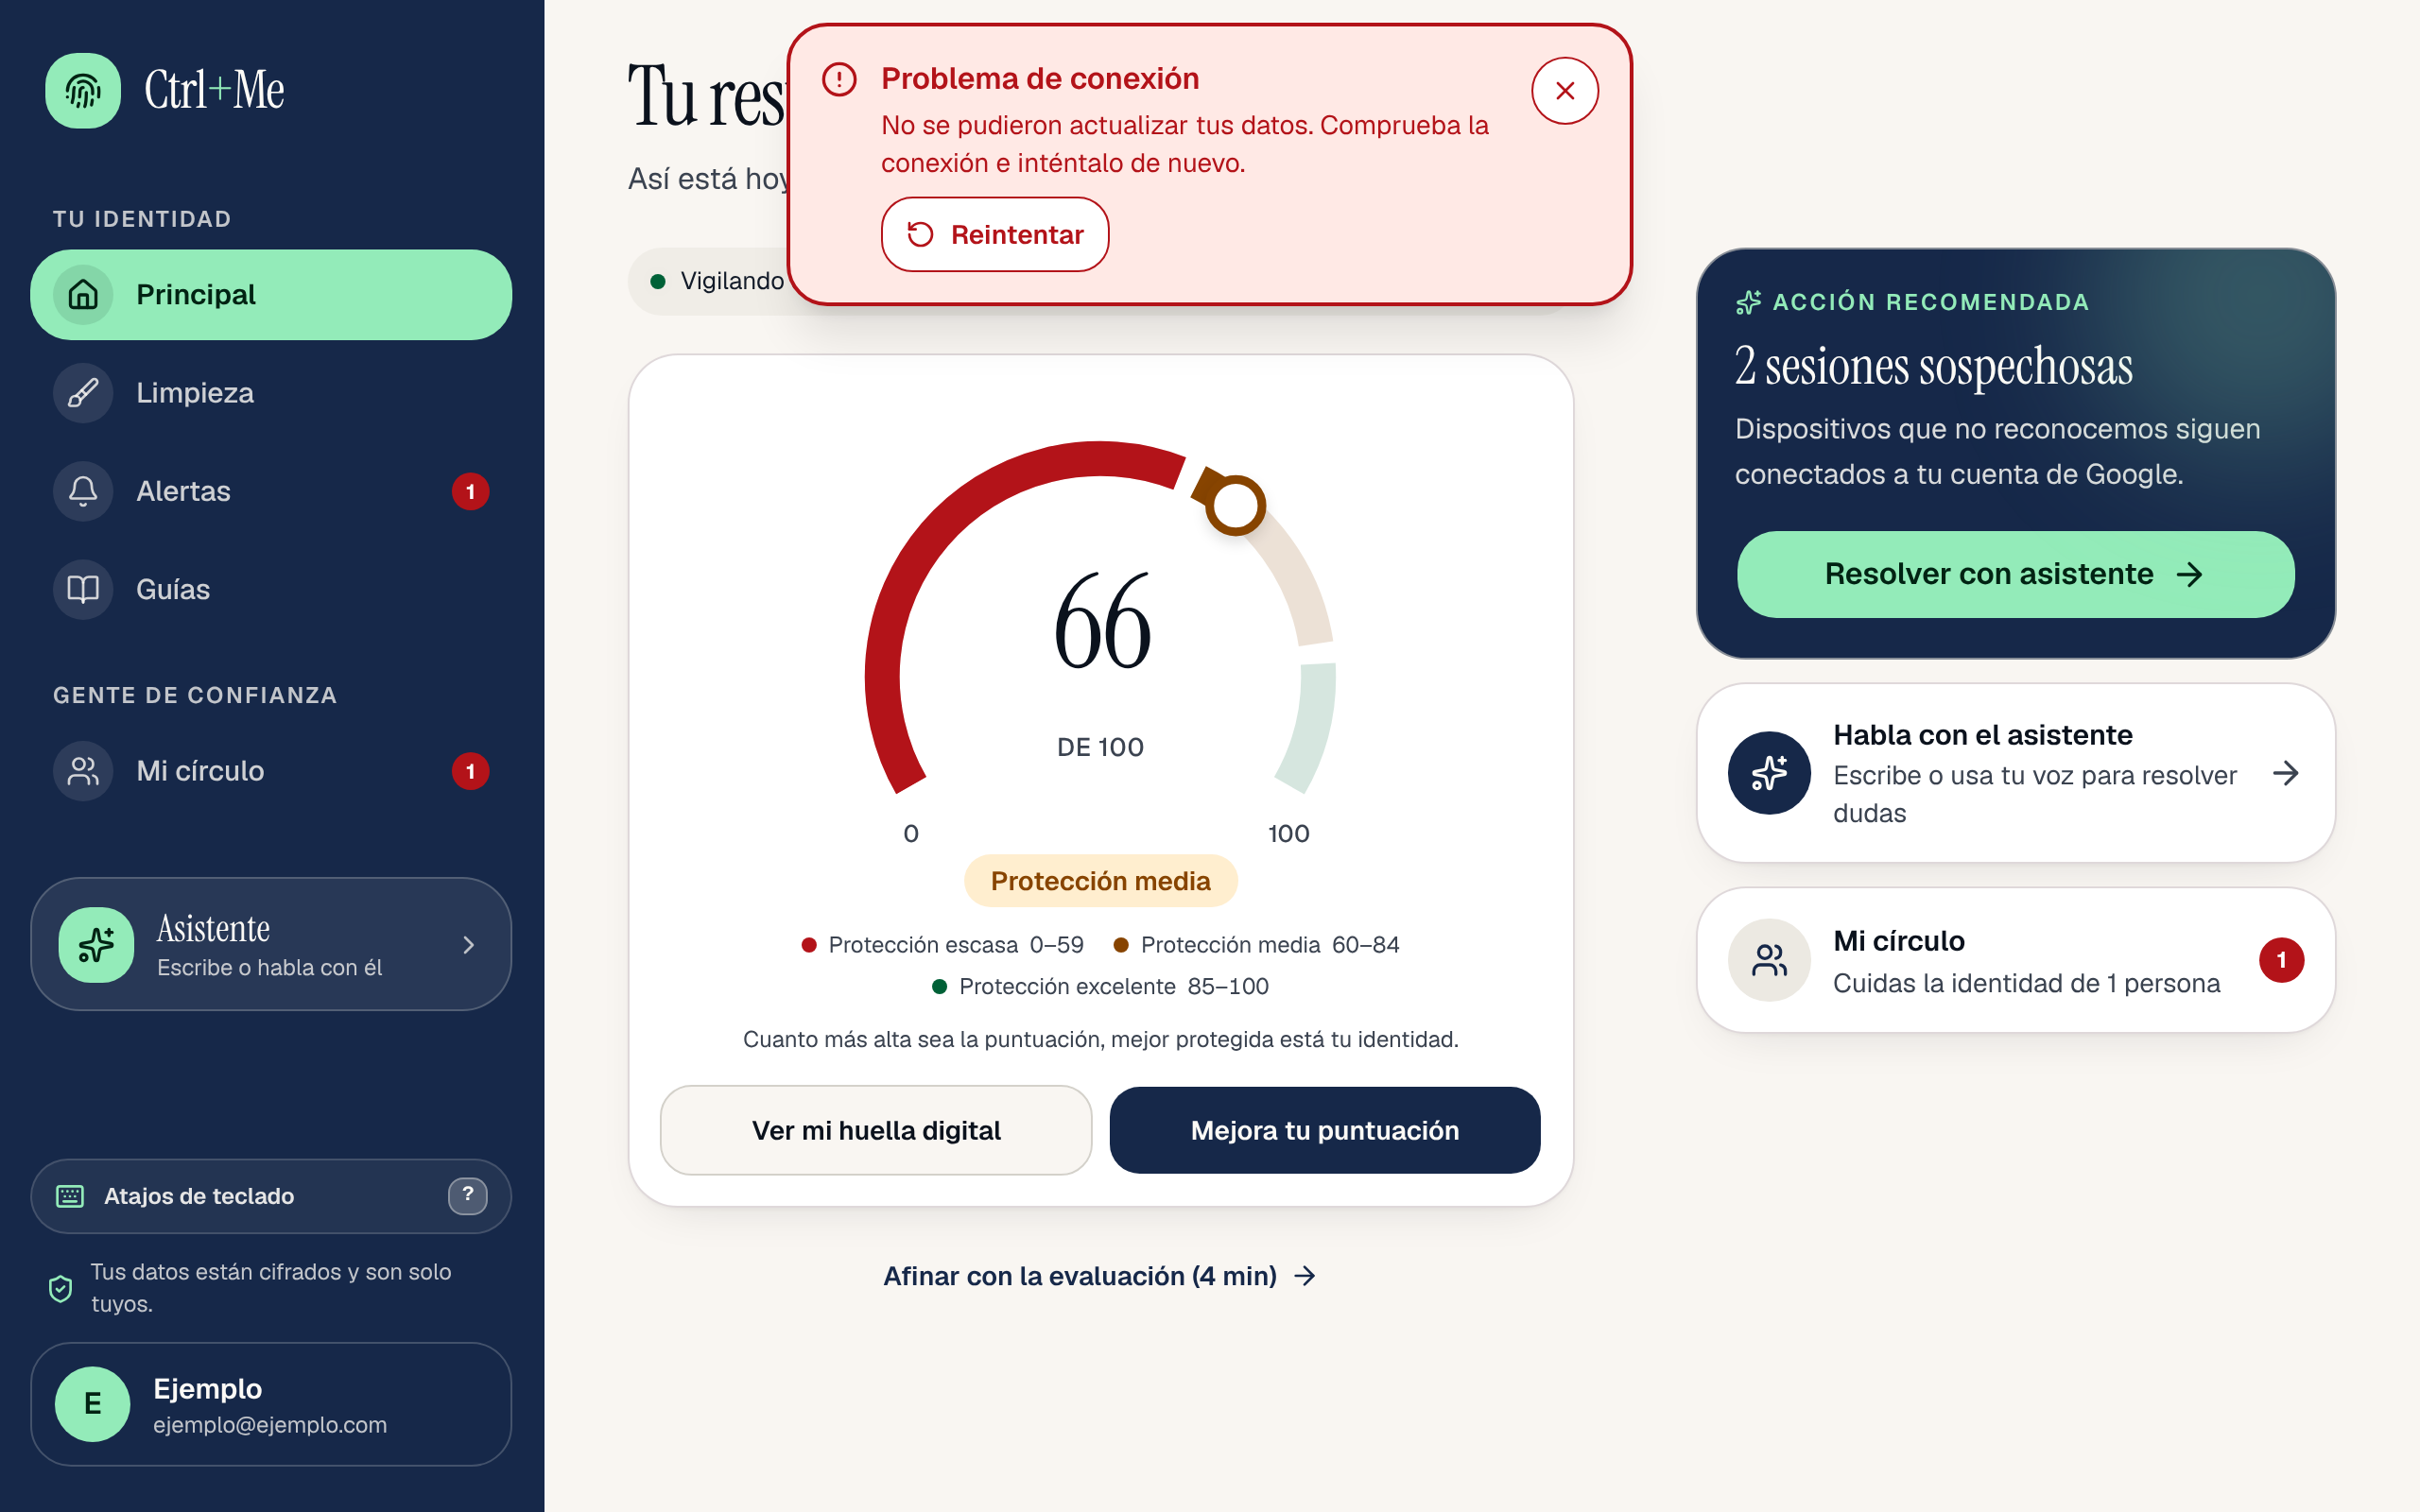 Ctrl+Me
TU IDENTIDAD
Principal
Limpieza
Alertas
1
Guías
GENTE DE CONFIANZA
Mi círculo
1
Asistente
Escribe o habla con él
Atajos de teclado
?
Tus datos están cifrados y son solo
tuyos.
E
Ejemplo
ejemplo@ejemplo.com
Tu
Así está
Vigilando
Problema de conexión
No se pudieron actualizar tus datos. Comprueba la
conexión e inténtalo de nuevo.
Reintentar
66
DE 100
0
100
Protección media
Protección escasa 0–59
Protección media 60–84
Protección excelente 85–100
Cuanto más alta sea la puntuación, mejor protegida está tu identidad.
Ver mi huella digital
Mejora tu puntuación
Afinar con la evaluación (4 min)
ACCIÓN RECOMENDADA
2 sesiones sospechosas
Dispositivos que no reconocemos siguen
conectados a tu cuenta de Google.
Resolver con asistente
Habla con el asistente
Escribe o usa tu voz para resolver
dudas
Mi círculo
Cuidas la identidad de 1 persona
1